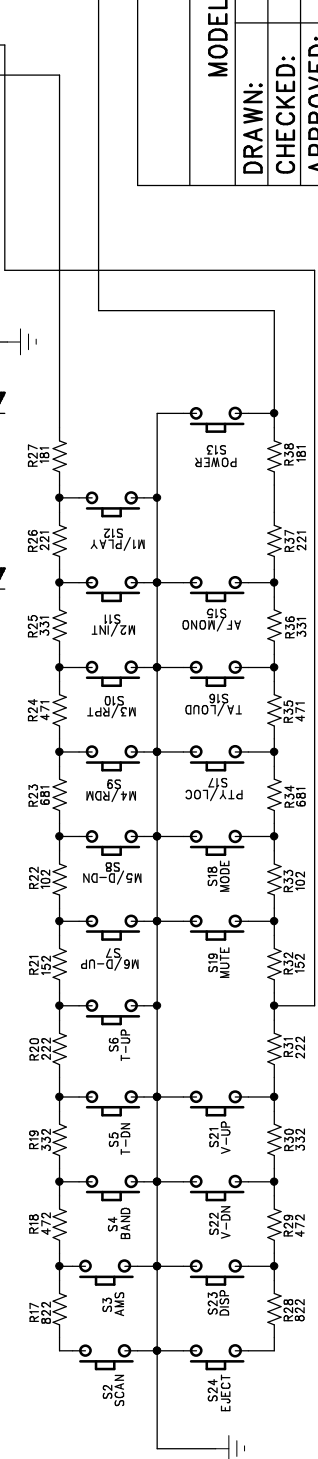 MODEL
DRAWN:
CHECKED:
APPROVED:
R27
181
R26
221
R25
331
R24
471
R23
681
R22
102
R21
152
R20
222
R19
332
R18
472
R17
822
S12
M1/PLAY
S11
M2/INT
S10
M3/RPT
S9
M4/RDM
S8
M5/D-DN
S7
M6/D-UP
S6
T-UP
S5
T-DN
S4
BAND
S3
AMS
S2
SCAN
S13
POWER
S15
AF/MONO
S16
TA/LOUD
S17
PTY/LOC
S18
MODE
S19
MUTE
S21
V-UP
S22
V-DN
S23
DISP
S24
EJECT
R38
181
R37
221
R36
331
R35
471
R34
681
R33
102
R32
152
R31
222
R30
332
R29
472
R28
822